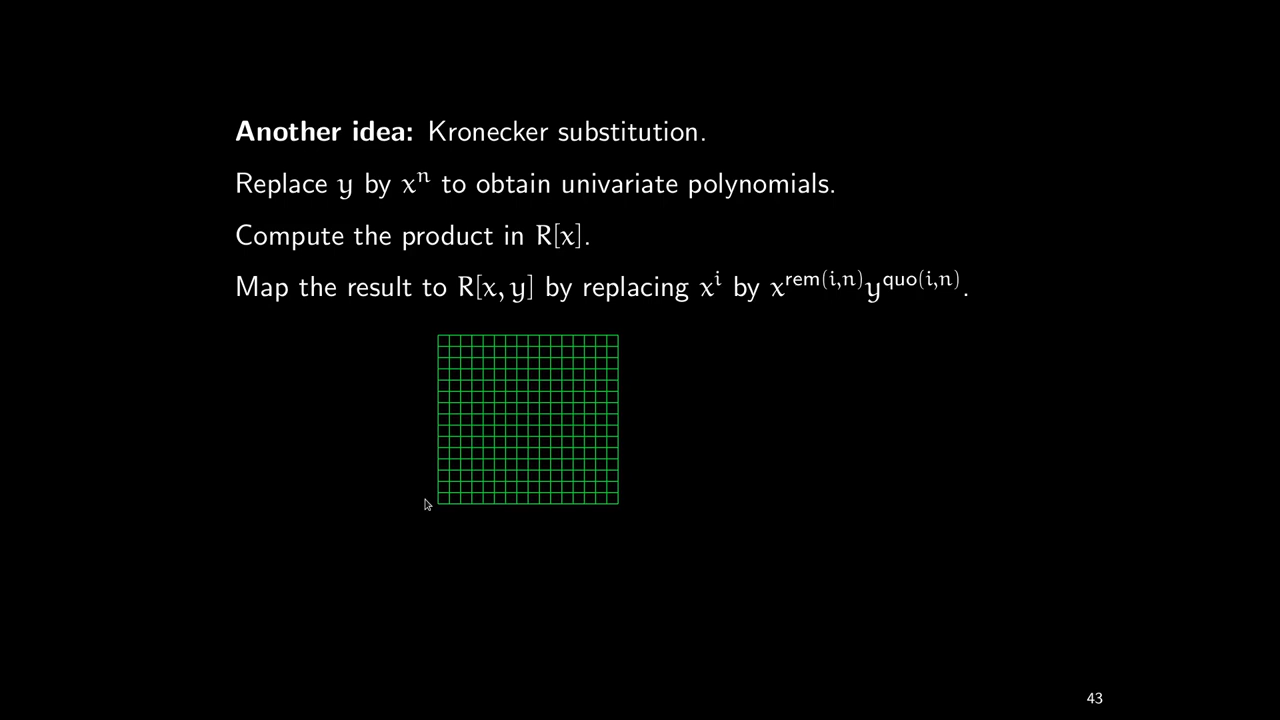 Another idea: Kronecker substitution.
Replace y by xⁿ to obtain univariate polynomials.
Compute the product in R[x].
Map the result to R[x, y] by replacing xⁱ by x^rem(i,n) y^quo(i,n).
43